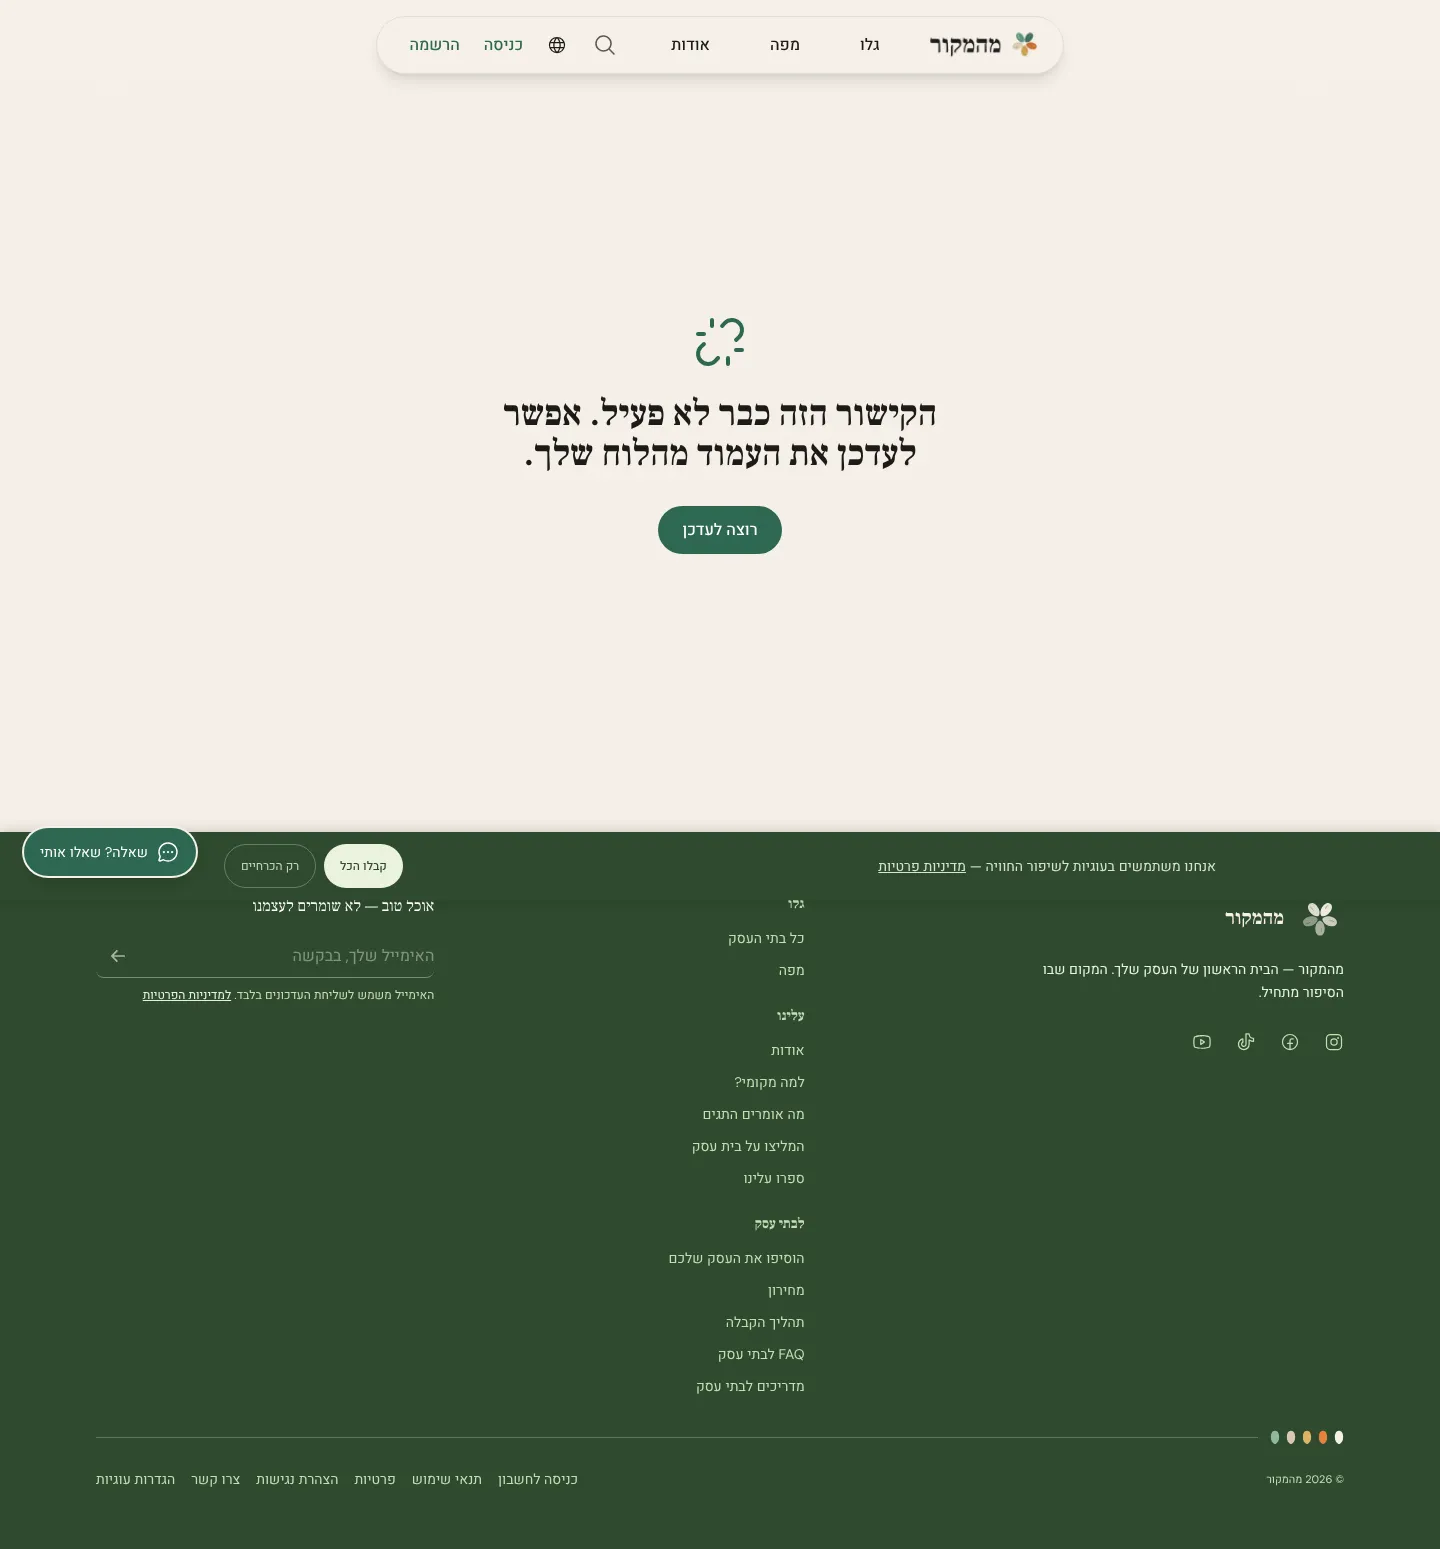 מהמקור
גלו
מפה
אודות
כניסה
הרשמה
הקישור הזה כבר לא פעיל. אפשר
לעדכן את העמוד מהלוח שלך.
רוצה לעדכן
אנחנו משתמשים בעוגיות לשיפור החוויה — מדיניות פרטיות
קבלו הכל
רק הכרחיים
שאלה? שאלו אותי
מהמקור
מהמקור — הבית הראשון של העסק שלך. המקום שבו
הסיפור מתחיל.
גלו
כל בתי העסק
מפה
עלינו
אודות
למה מקומי?
מה אומרים התגים
המליצו על בית עסק
ספרו עלינו
לבתי עסק
הוסיפו את העסק שלכם
מחירון
תהליך הקבלה
FAQ לבתי עסק
מדריכים לבתי עסק
אוכל טוב — לא שומרים לעצמנו
האימייל שלך, בבקשה
האימייל משמש לשליחת העדכונים בלבד. למדיניות הפרטיות
© 2026 מהמקור
כניסה לחשבון
תנאי שימוש
פרטיות
הצהרת נגישות
צרו קשר
הגדרות עוגיות